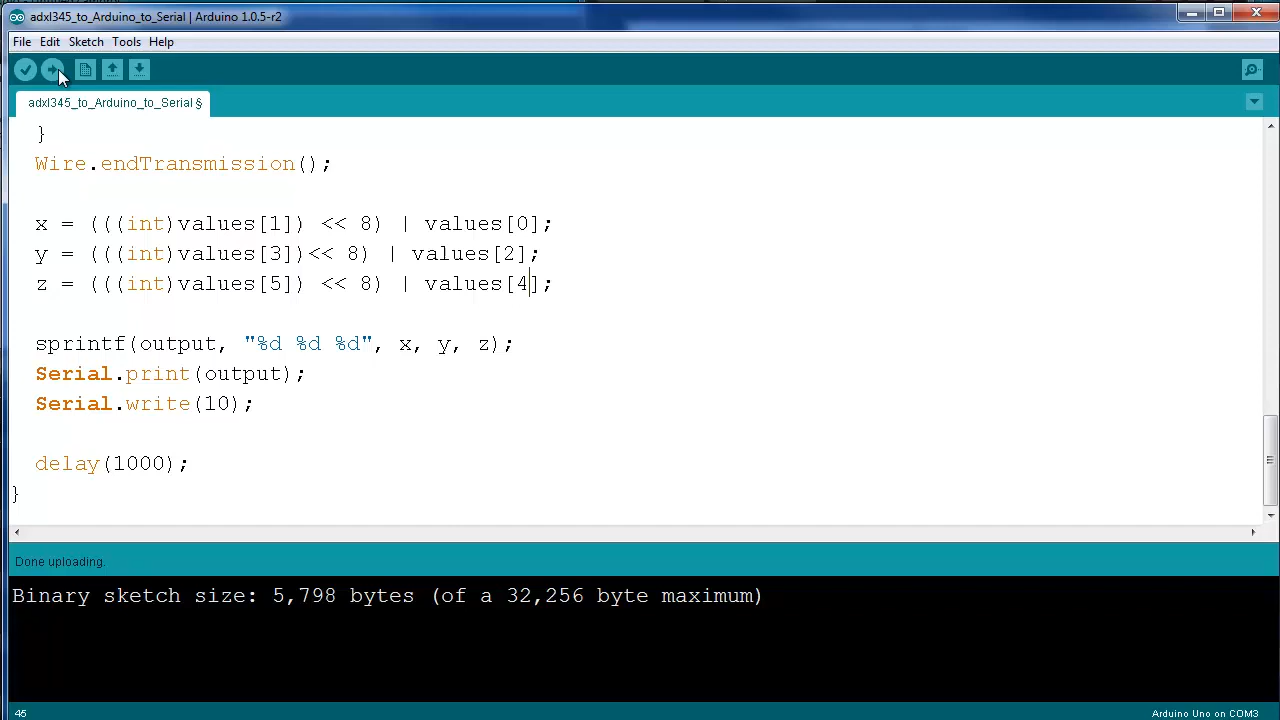 adxl345_to_Arduino_to_Serial | Arduino 1.0.5-r2
File Edit Sketch Tools Help
adxl345_to_Arduino_to_Serial §
}
Wire.endTransmission();
x = (((int)values[1]) << 8) | values[0];
y = (((int)values[3])<< 8) | values[2];
z = (((int)values[5]) << 8) | values[4];
sprintf(output, "%d %d %d", x, y, z);
Serial.print(output);
Serial.write(10);
delay(1000);
}
Done uploading.
Binary sketch size: 5,798 bytes (of a 32,256 byte maximum)
45 Arduino Uno on COM3